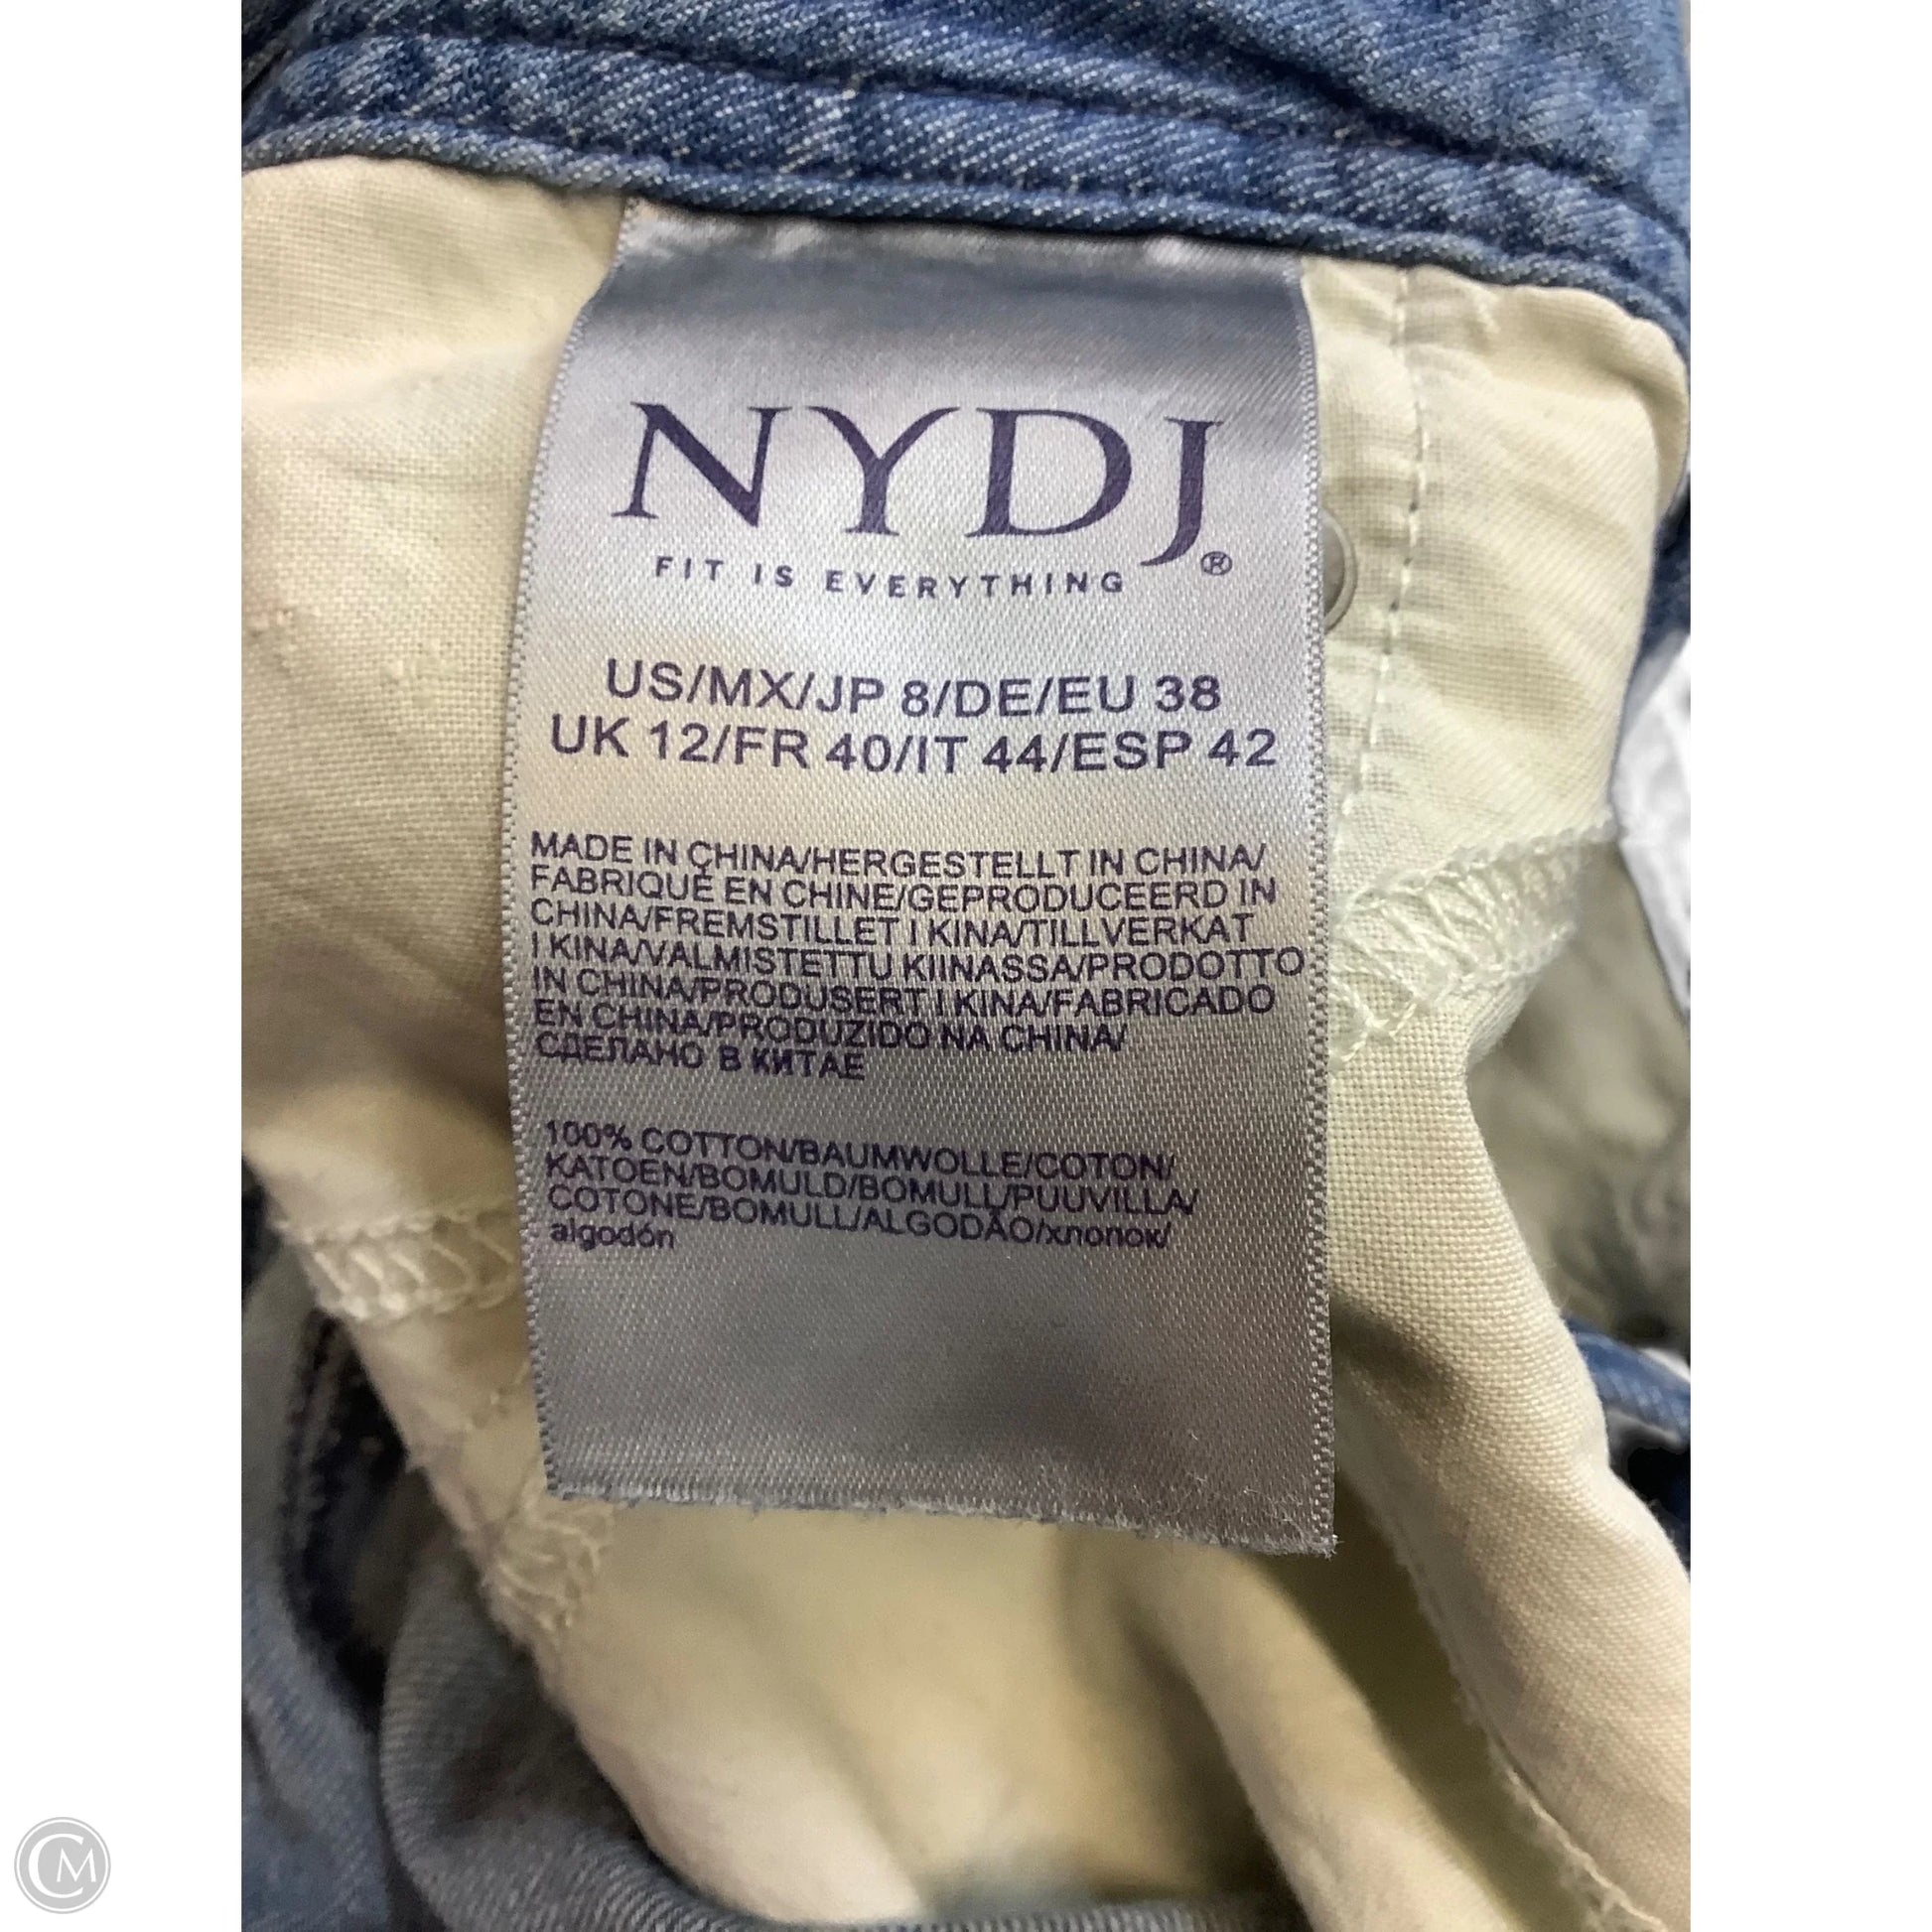 NYDJ®
FIT IS EVERYTHING
US/MX/JP 8/DE/EU 38
UK 12/FR 40/IT 44/ESP 42
MADE IN CHINA/HERGESTELLT IN CHINA/
FABRIQUÉ EN CHINE/GEPRODUCEERD IN
CHINA/FREMSTILLET I KINA/TILLVERKAT
I KINA/VALMISTETTU KIINASSA/PRODOTTO
IN CHINA/PRODUSERT I KINA/FABRICADO
EN CHINA/PRODUZIDO NA CHINA/
СДЕЛАНО В КИТАЕ
100% COTTON/BAUMWOLLE/COTON/
KATOEN/BOMULD/BOMULL/PUUVILLA/
COTONE/BOMULL/ALGODÃO/хлопок/
algodón
CM